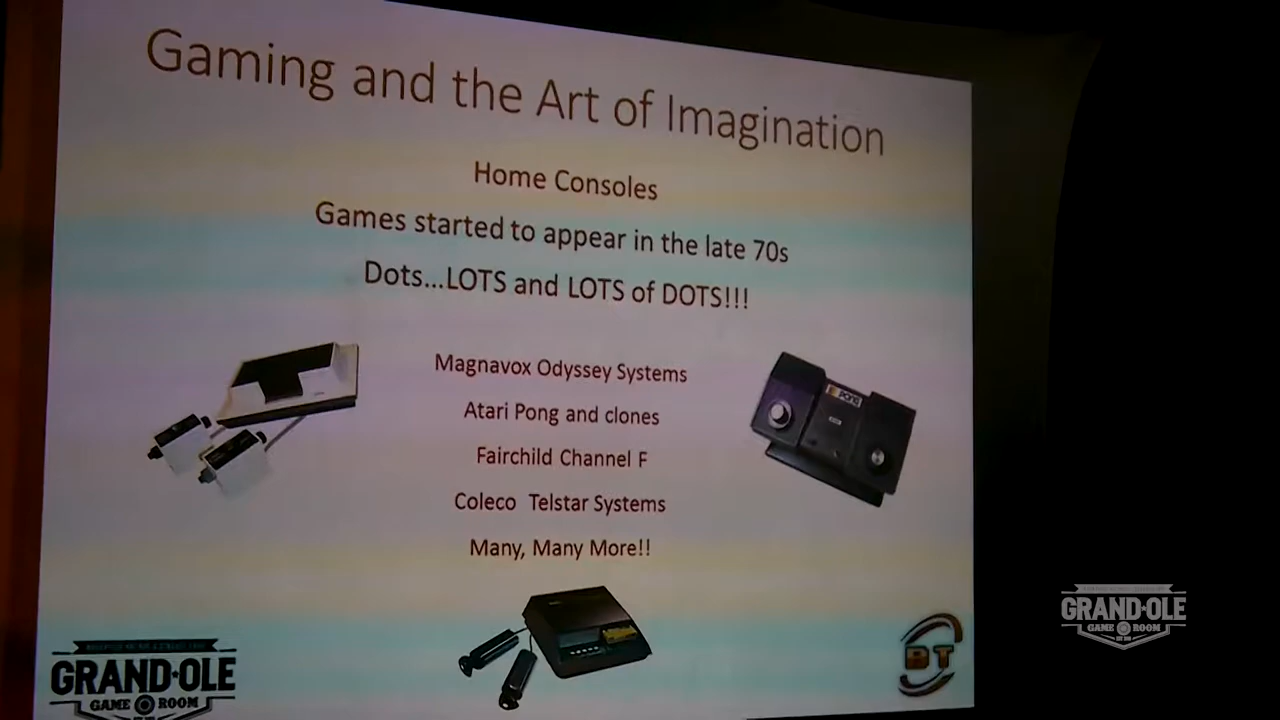 Gaming and the Art of Imagination
Home Consoles
Games started to appear in the late 70s
Dots...LOTS and LOTS of DOTS!!!
Magnavox Odyssey Systems
Atari Pong and clones
PONG
Fairchild Channel F
Coleco Telstar Systems
Many, Many More!!
GRAND OLE
GAME ROOM
DT
GRAND OLE
GAME ROOM